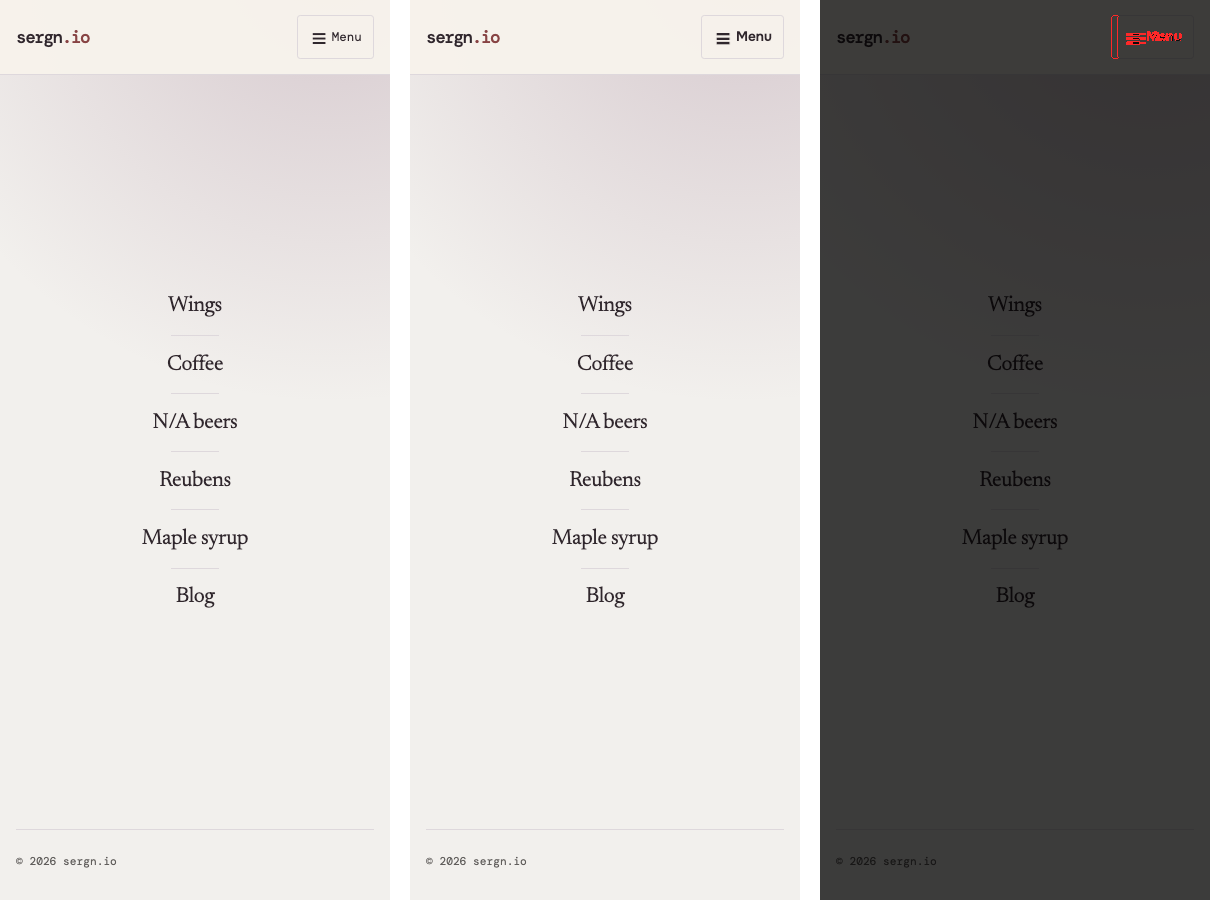 sergn.io
Menu
Wings
Coffee
N/A beers
Reubens
Maple syrup
Blog
© 2026 sergn.io
sergn.io
Menu
Wings
Coffee
N/A beers
Reubens
Maple syrup
Blog
© 2026 sergn.io
sergn.io
Wings
Coffee
N/A beers
Reubens
Maple syrup
Blog
© 2026 sergn.io